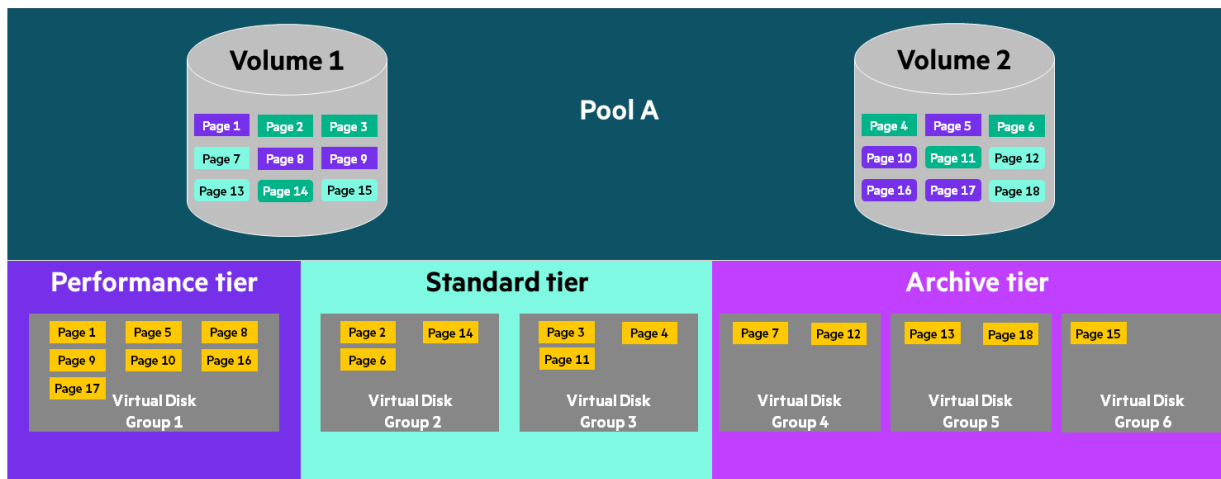 Volume 1
Page 1 Page 2 Page 3
Page 7 Page 8 Page 9
Page 13 Page 14 Page 15
Pool A
Volume 2
Page 4 Page 5 Page 6
Page 10 Page 11 Page 12
Page 16 Page 17 Page 18
Performance tier
Page 1 Page 5 Page 8
Page 9 Page 10 Page 16
Page 17
Virtual Disk
Group 1
Standard tier
Page 2 Page 14
Page 6
Virtual Disk
Group 2
Page 3 Page 4
Page 11
Virtual Disk
Group 3
Archive tier
Page 7 Page 12
Virtual Disk
Group 4
Page 13 Page 18
Virtual Disk
Group 5
Page 15
Virtual Disk
Group 6